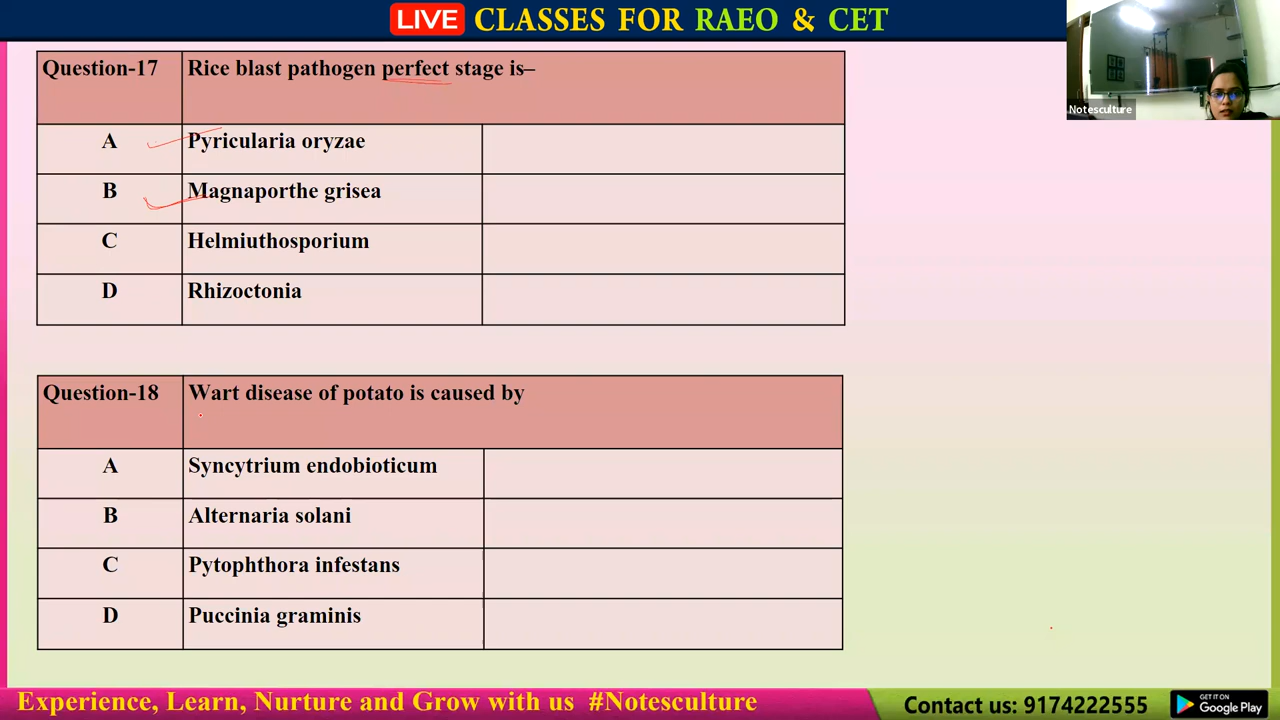 LIVE CLASSES FOR RAEO & CET
Notesculture
Question-17 Rice blast pathogen perfect stage is–
A Pyricularia oryzae
B Magnaporthe grisea
C Helmiuthosporium
D Rhizoctonia
Question-18 Wart disease of potato is caused by
A Syncytrium endobioticum
B Alternaria solani
C Pytophthora infestans
D Puccinia graminis
Experience, Learn, Nurture and Grow with us #Notesculture
Contact us: 9174222555
GET IT ON
Google Play